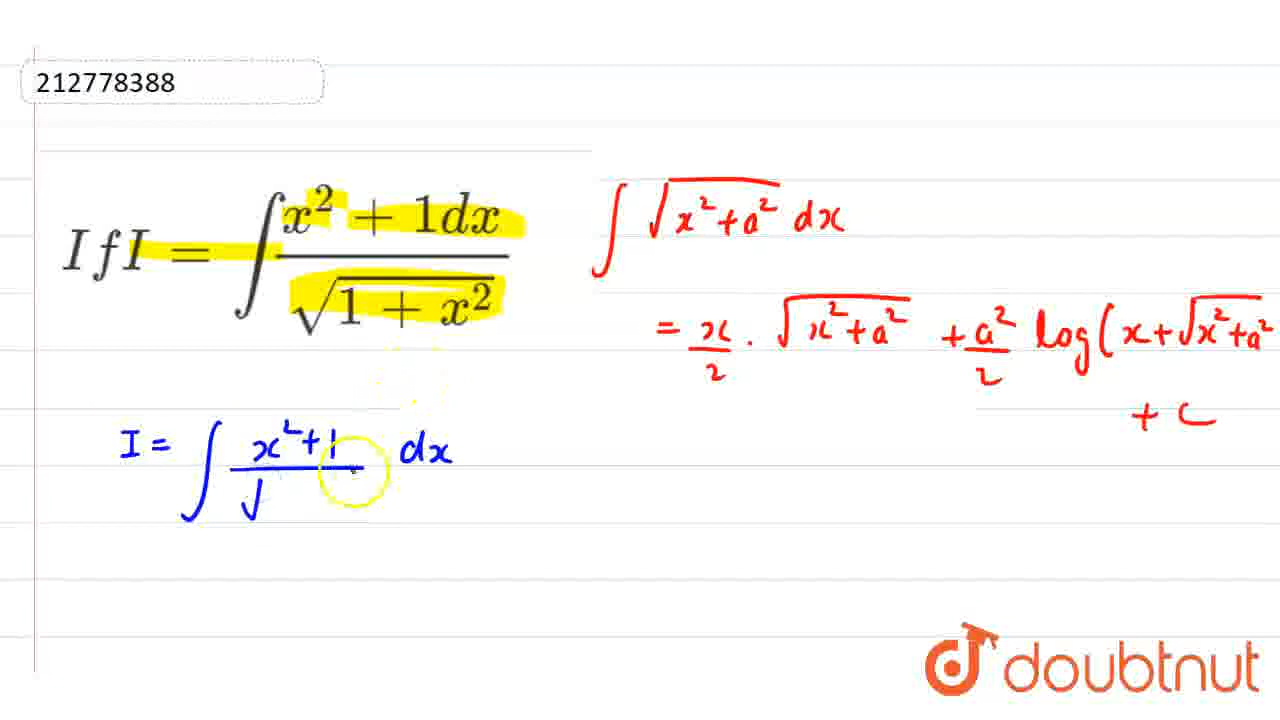 212778388
If I = ∫ x² + 1dx / √(1 + x²)
∫ √(x² + a²) dx
= x/2 · √(x² + a²) + a²/2 log(x + √(x² + a²)
+ C
I = ∫ x² + 1 / √ dx
doubtnut